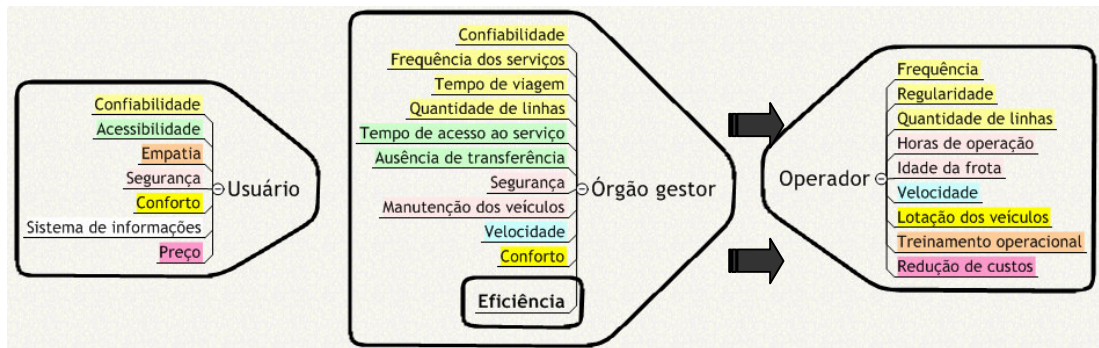 Confiabilidade
Acessibilidade
Empatia
Segurança
Conforto
Sistema de informações
Preço
Usuário
Confiabilidade
Frequência dos serviços
Tempo de viagem
Quantidade de linhas
Tempo de acesso ao serviço
Ausência de transferência
Segurança
Manutenção dos veículos
Velocidade
Conforto
Eficiência
Órgão gestor
Operador
Frequência
Regularidade
Quantidade de linhas
Horas de operação
Idade da frota
Velocidade
Lotação dos veículos
Treinamento operacional
Redução de custos